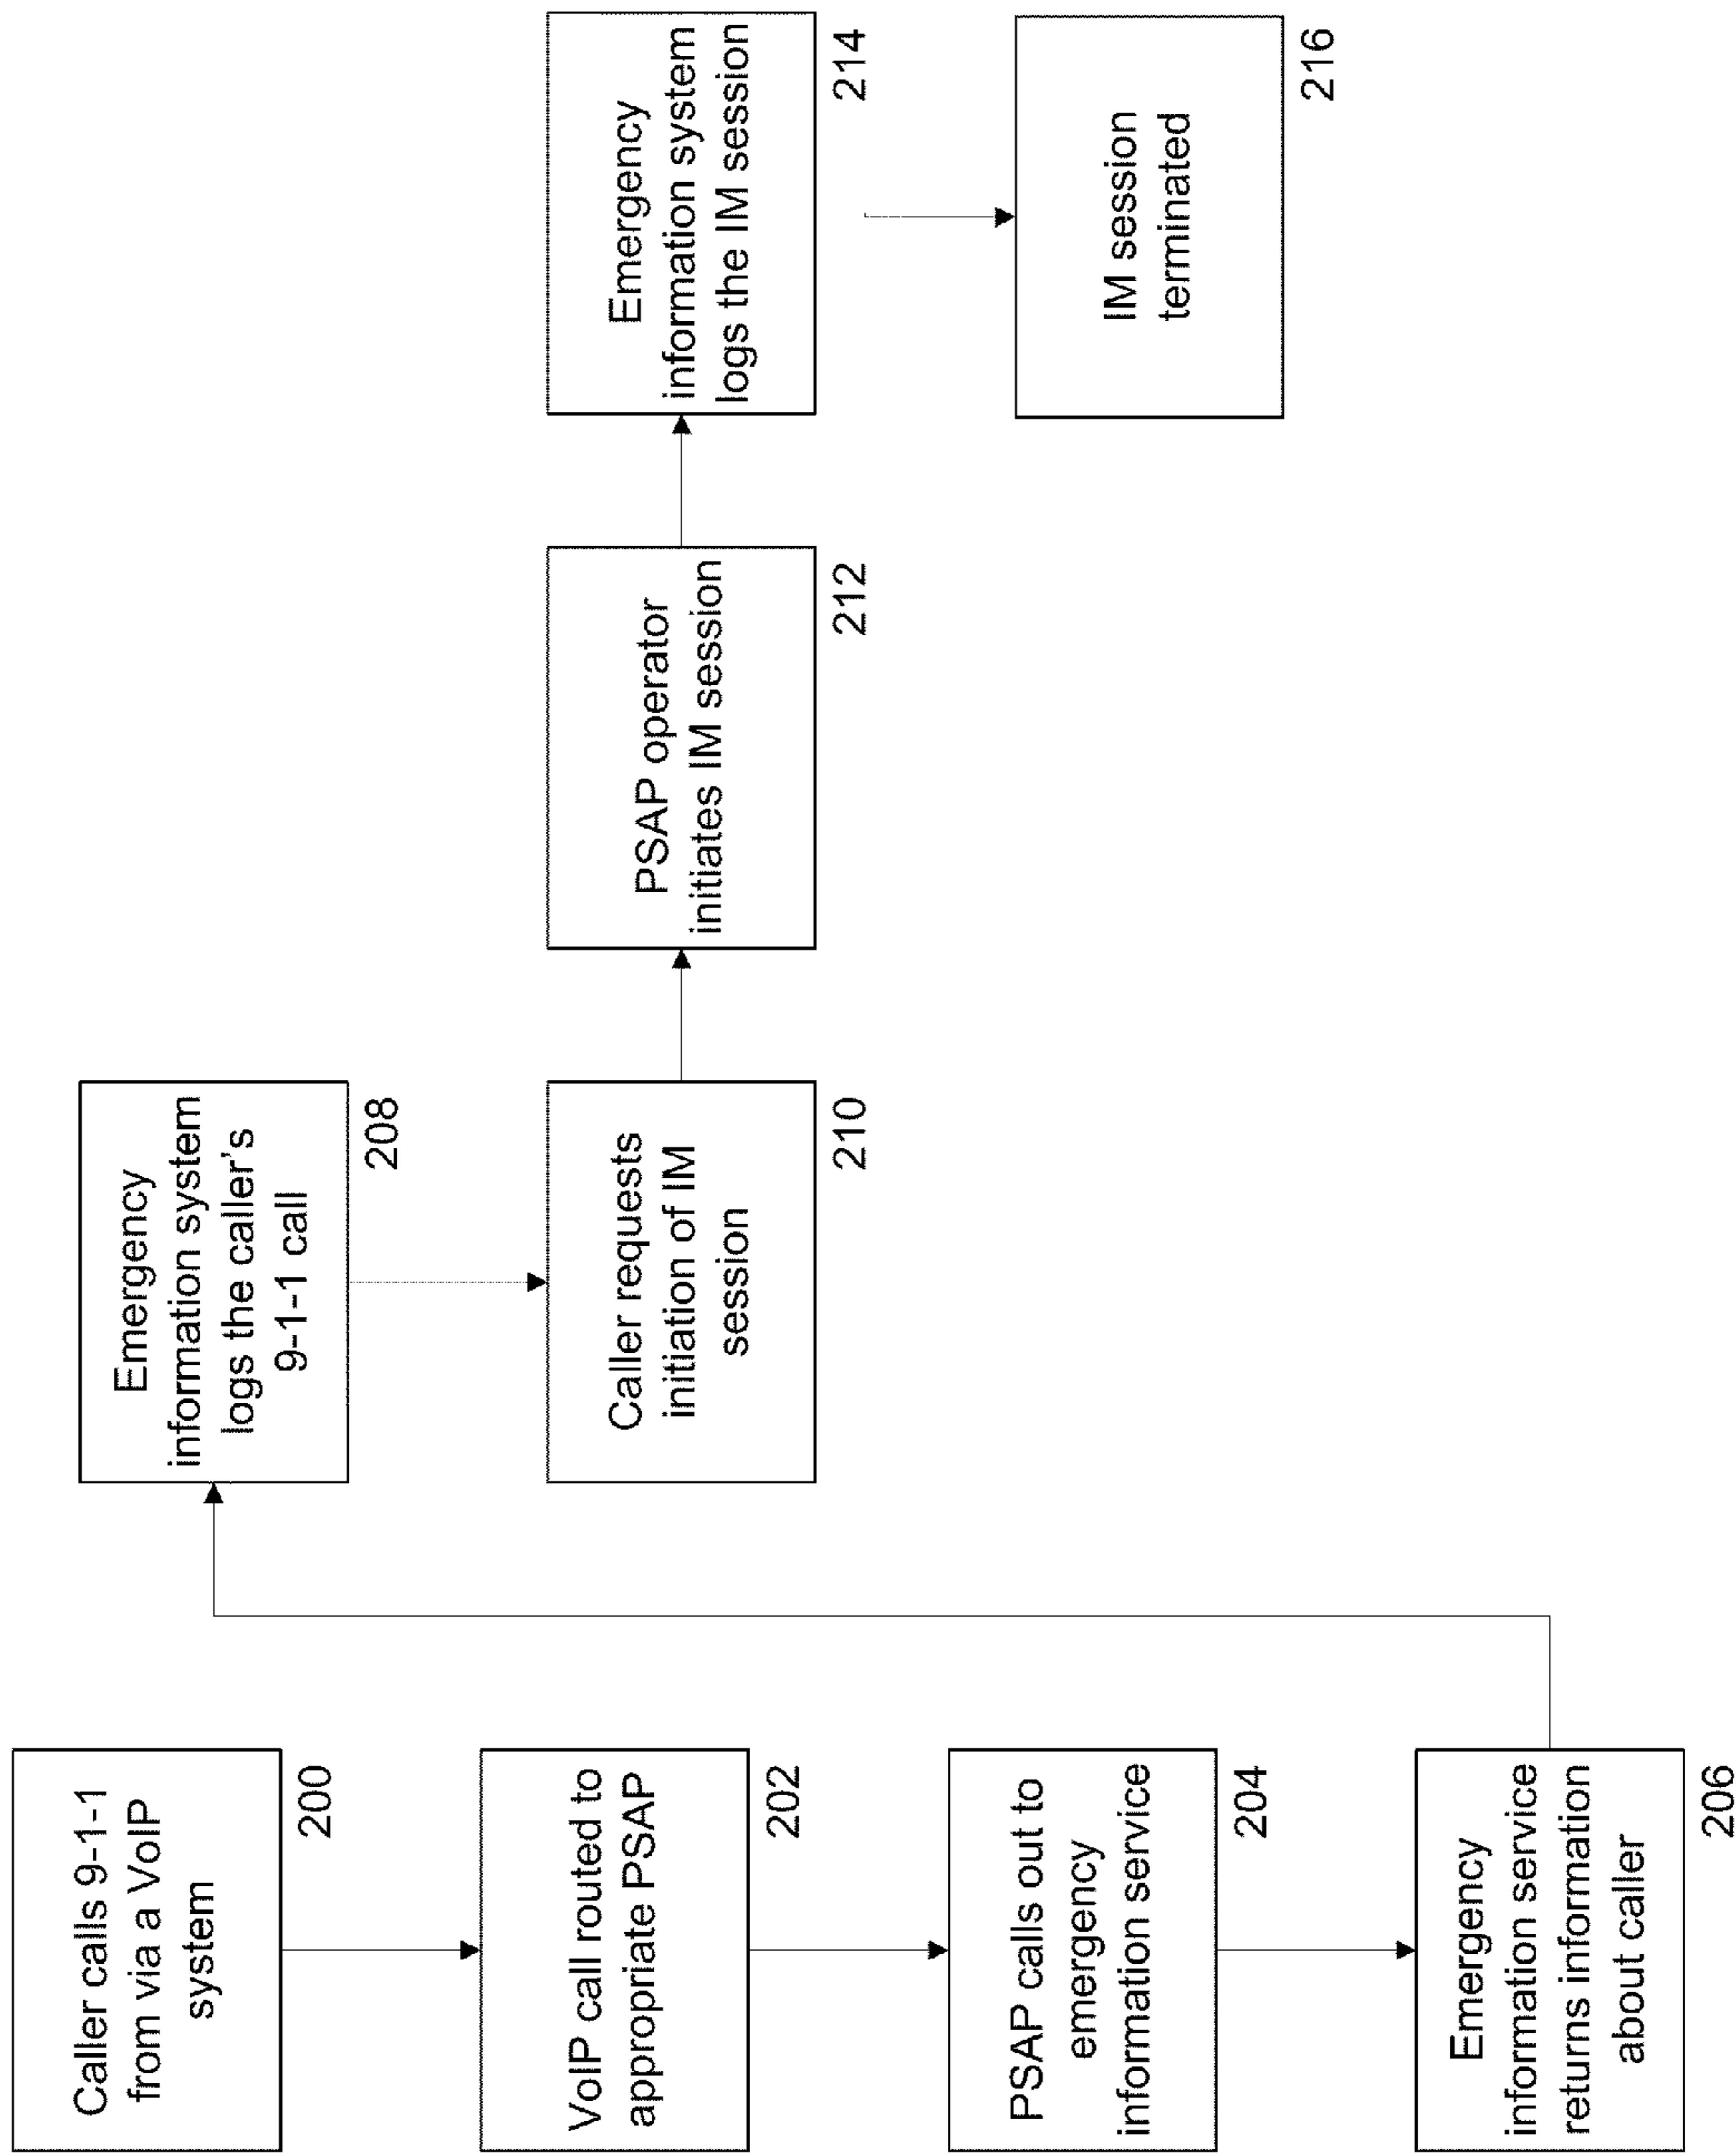 Caller calls 9-1-1
from via a VoIP
system
200
VoIP call routed to
appropriate PSAP
202
PSAP calls out to
emergency
information service
204
Emergency
information service
returns information
about caller
206
Emergency
information system
logs the caller's
9-1-1 call
208
Caller requests
initiation of IM
session
210
PSAP operator
initiates IM session
212
Emergency
information system
logs the IM session
214
IM session
terminated
216